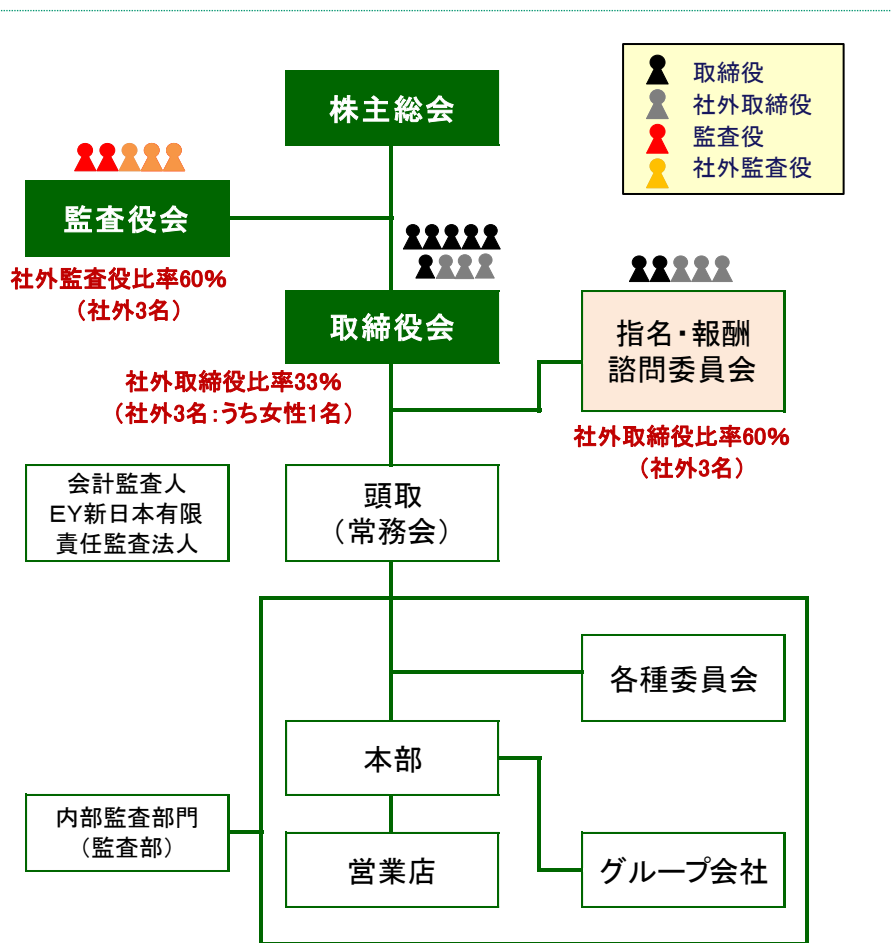 株主総会
取締役
社外取締役
監査役
社外監査役
監査役会
社外監査役比率60%
（社外3名）
取締役会
社外取締役比率33%
（社外3名：うち女性1名）
指名・報酬
諮問委員会
社外取締役比率60%
（社外3名）
会計監査人
EY新日本有限
責任監査法人
頭取
（常務会）
各種委員会
本部
内部監査部門
（監査部）
営業店
グループ会社